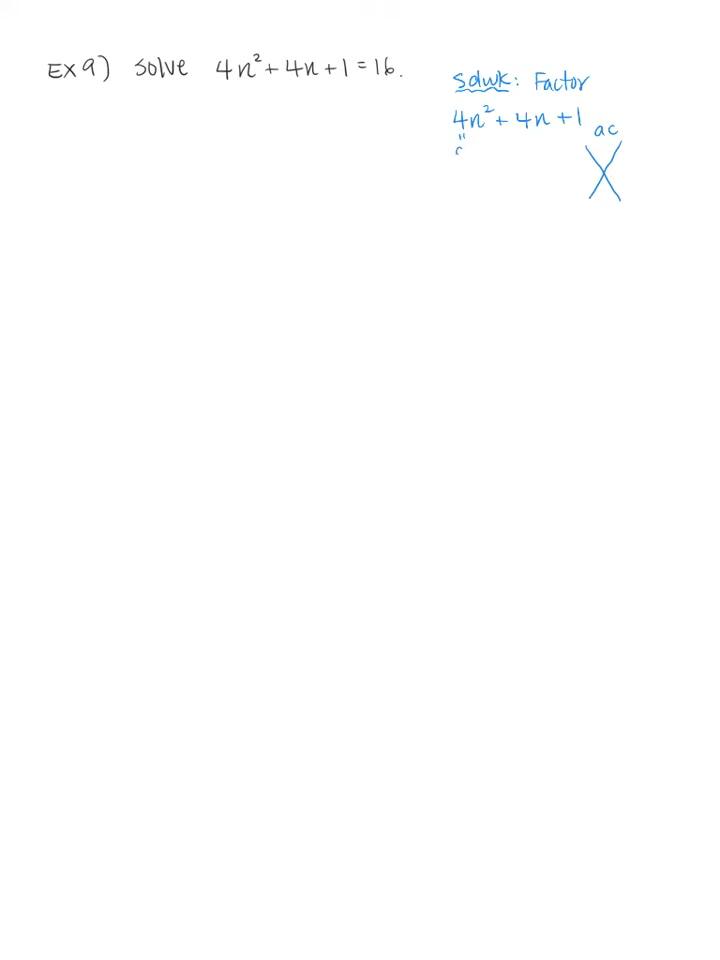 Ex 9) Solve 4n² + 4n + 1 = 16.
Sdwk: Factor
4n² + 4n + 1
ac
"